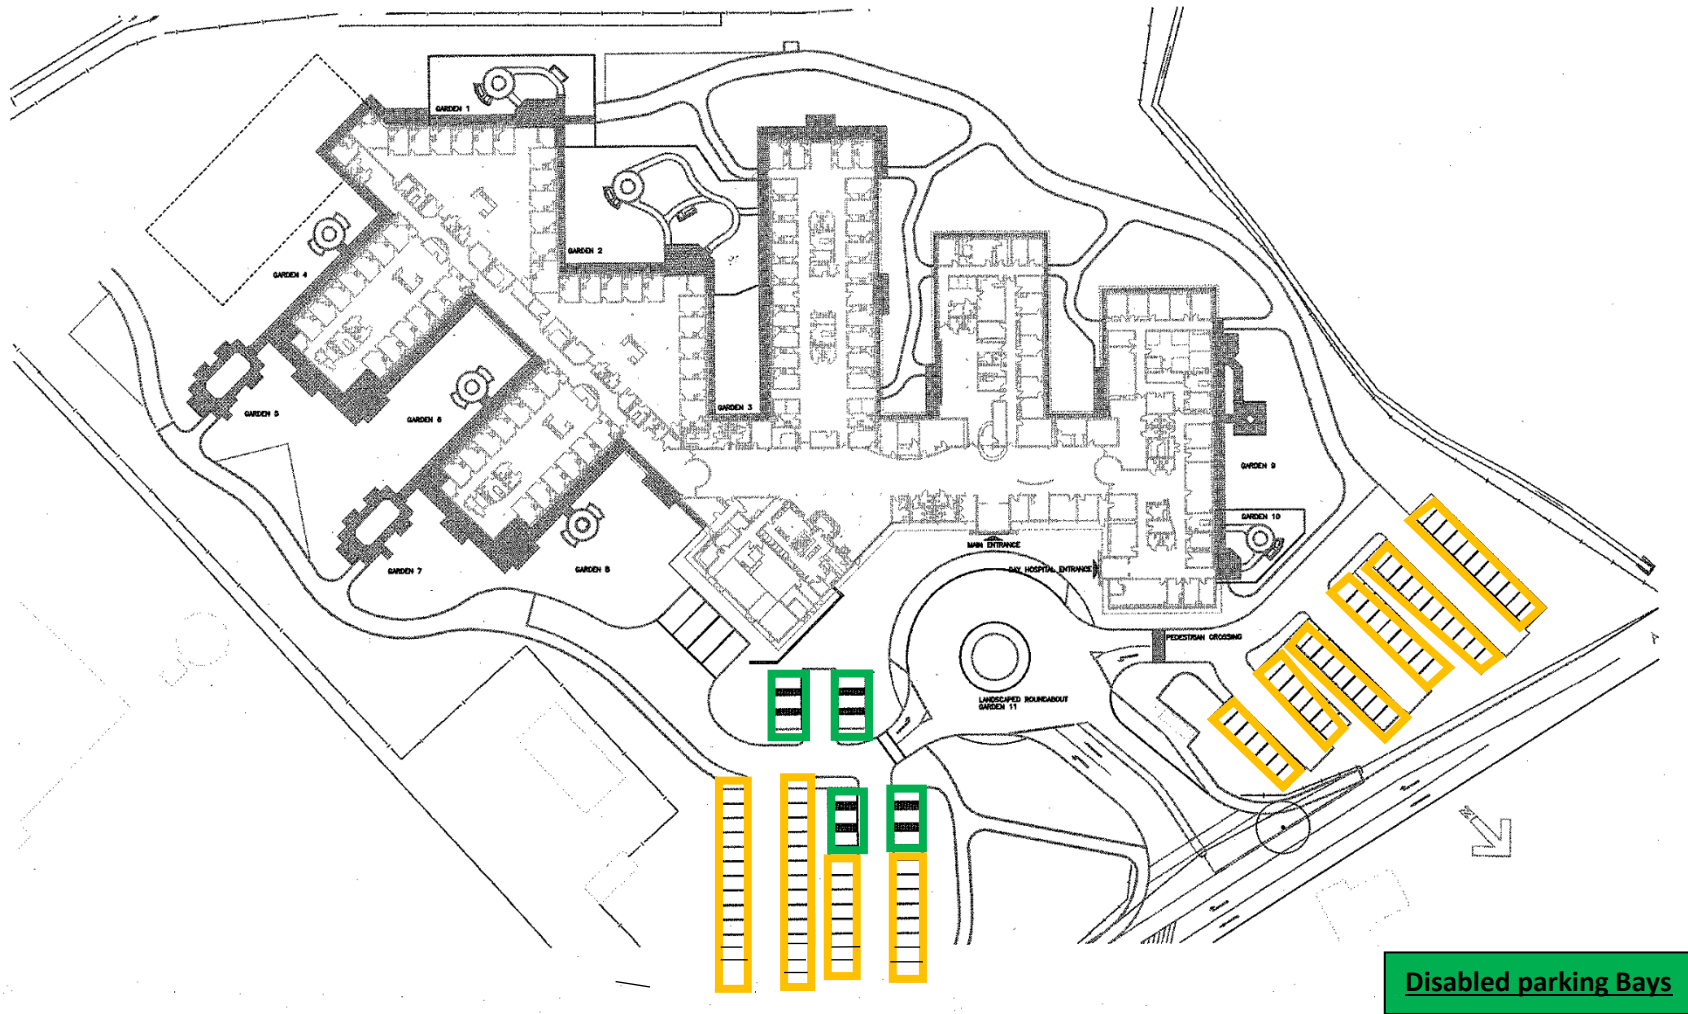 GARDEN 1
GARDEN 2
GARDEN 4
GARDEN 3
GARDEN 5
GARDEN 6
GARDEN 9
GARDEN 10
MAIN ENTRANCE
DAY HOSPITAL ENTRANCE
GARDEN 7
GARDEN 8
PEDESTRIAN CROSSING
LANDSCAPED ROUNDABOUT
GARDEN 11
N
Disabled parking Bays